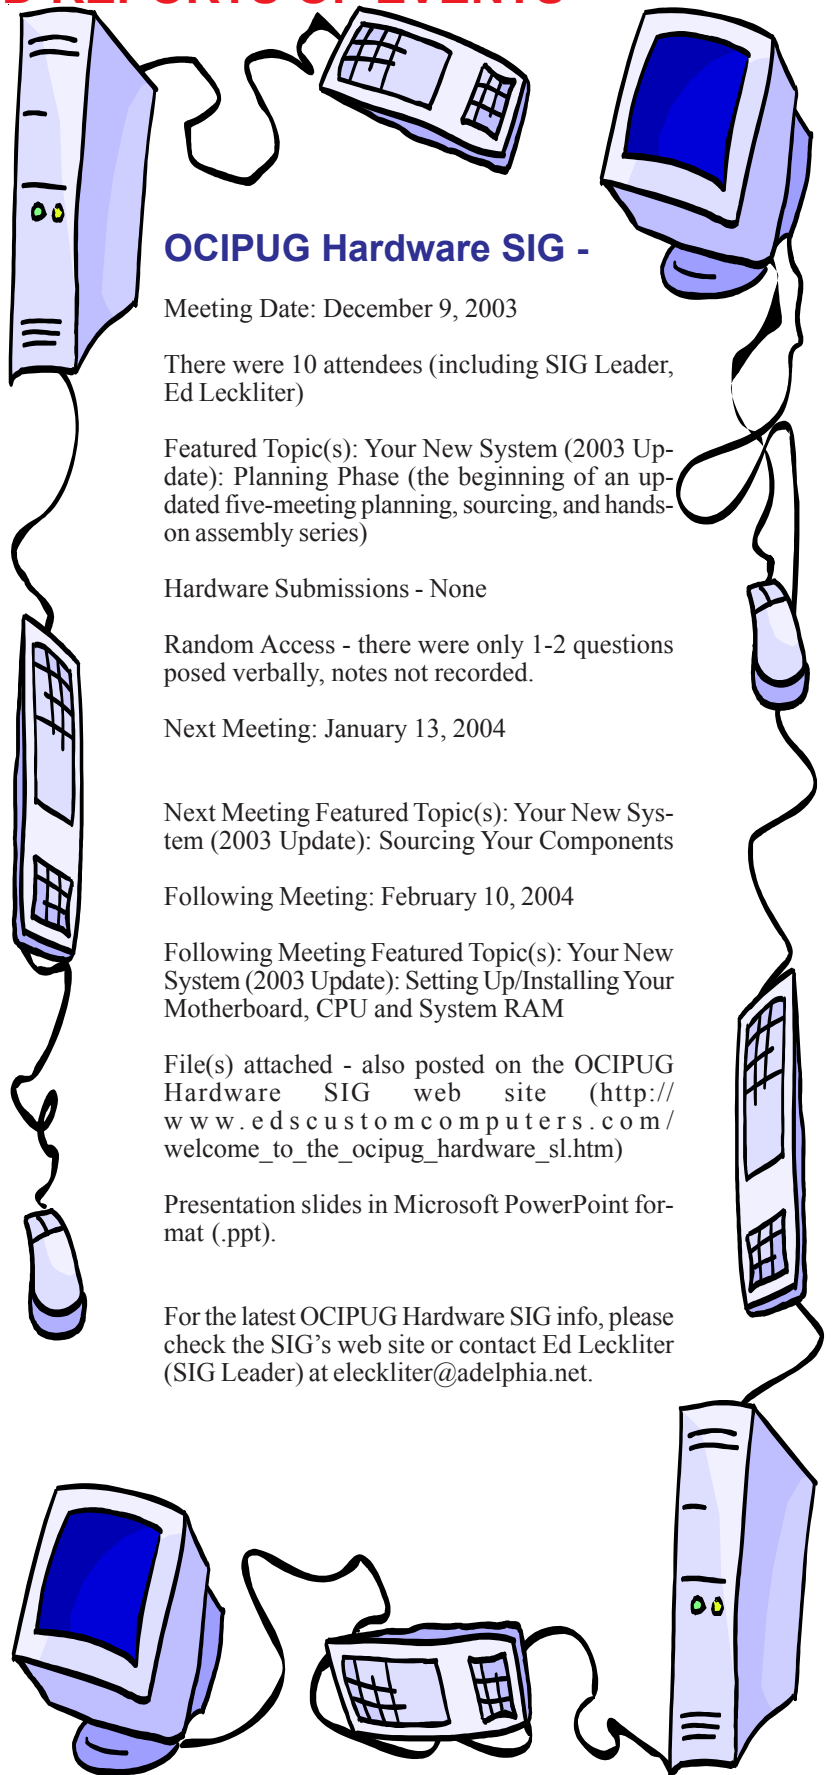 D REPORTS OF EVENTS
OCIPUG Hardware SIG -
Meeting Date: December 9, 2003
There were 10 attendees (including SIG Leader,
Ed Leckliter)
Featured Topic(s): Your New System (2003 Up-
date): Planning Phase (the beginning of an up-
dated five-meeting planning, sourcing, and hands-
on assembly series)
Hardware Submissions - None
Random Access - there were only 1-2 questions
posed verbally, notes not recorded.
Next Meeting: January 13, 2004
Next Meeting Featured Topic(s): Your New Sys-
tem (2003 Update): Sourcing Your Components
Following Meeting: February 10, 2004
Following Meeting Featured Topic(s): Your New
System (2003 Update): Setting Up/Installing Your
Motherboard, CPU and System RAM
File(s) attached - also posted on the OCIPUG
Hardware SIG web site (http://
www.edscustomcomputers.com/
welcome_to_the_ocipug_hardware_sl.htm)
Presentation slides in Microsoft PowerPoint for-
mat (.ppt).
For the latest OCIPUG Hardware SIG info, please
check the SIG's web site or contact Ed Leckliter
(SIG Leader) at eleckliter@adelphia.net.